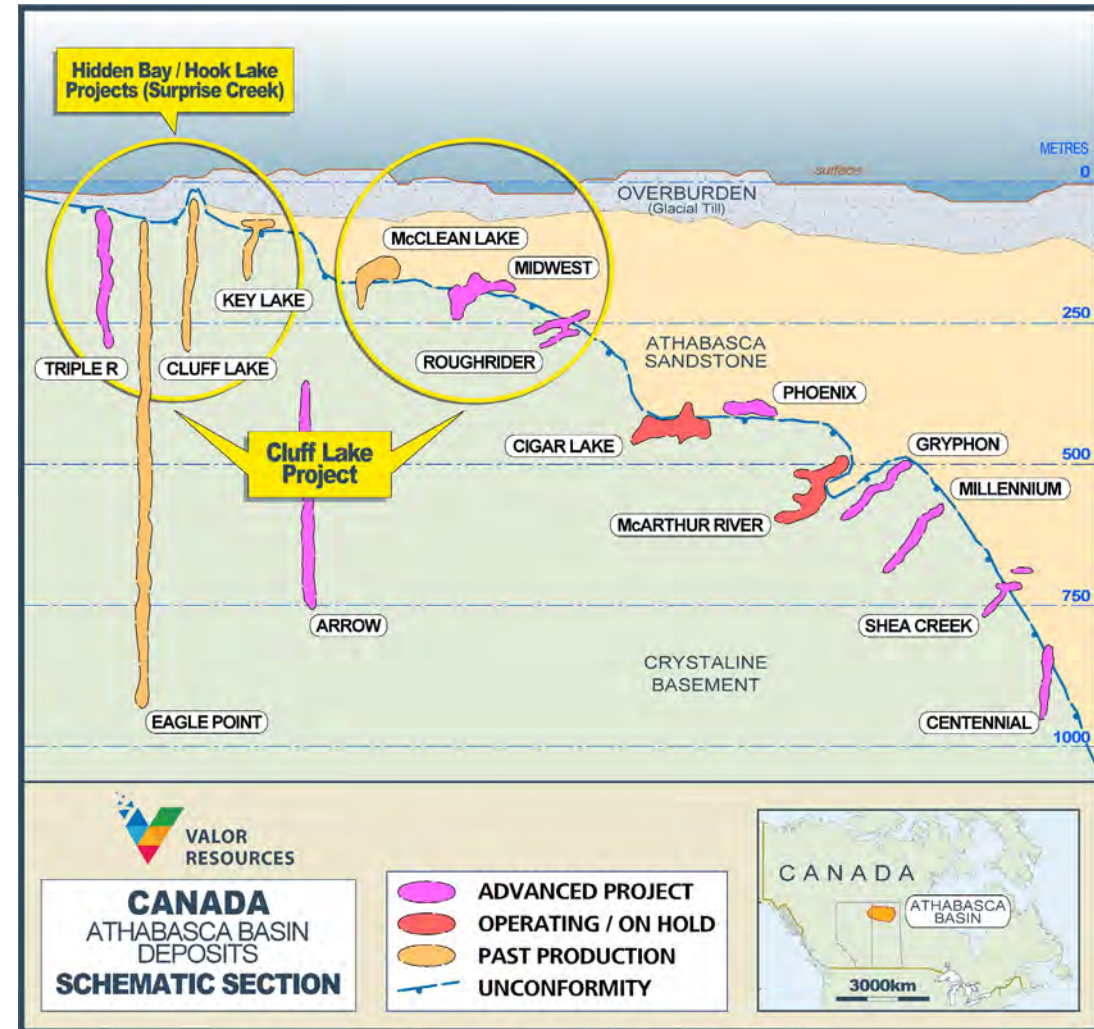 Hidden Bay / Hook Lake
Projects (Surprise Creek)
METRES
0
surface
OVERBURDEN
(Glacial Till)
McCLEAN LAKE
MIDWEST
KEY LAKE
250
ATHABASCA
SANDSTONE
TRIPLE R
CLUFF LAKE
ROUGHRIDER
PHOENIX
Cluff Lake
Project
CIGAR LAKE
GRYPHON
500
MILLENNIUM
McARTHUR RIVER
750
ARROW
SHEA CREEK
CRYSTALINE
BASEMENT
EAGLE POINT
CENTENNIAL
1000
VALOR
RESOURCES
CANADA
ATHABASCA BASIN
DEPOSITS
SCHEMATIC SECTION
ADVANCED PROJECT
OPERATING / ON HOLD
PAST PRODUCTION
UNCONFORMITY
CANADA
ATHABASCA
BASIN
3000km